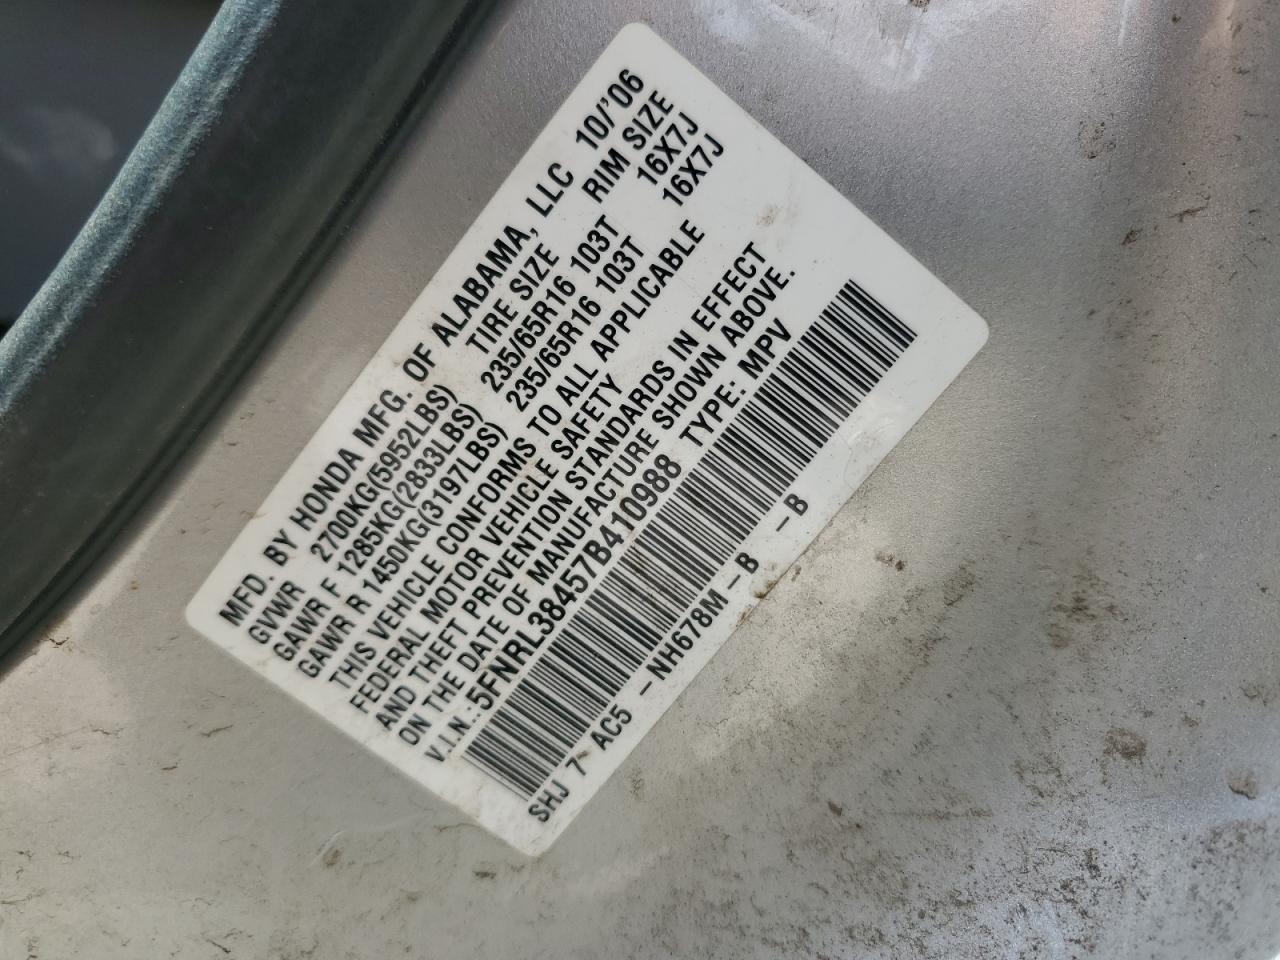 MFD. BY HONDA MFG. OF ALABAMA, LLC 10/'06
GVWR 2700KG(5952LBS) TIRE SIZE RIM SIZE
GAWR F 1285KG(2833LBS) 235/65R16 103T 16X7J
GAWR R 1450KG(3197LBS) 235/65R16 103T 16X7J
THIS VEHICLE CONFORMS TO ALL APPLICABLE
FEDERAL MOTOR VEHICLE SAFETY
AND THEFT PREVENTION STANDARDS IN EFFECT
ON THE DATE OF MANUFACTURE SHOWN ABOVE.
V.I.N.:5FNRL38457B410988 TYPE: MPV
SHJ 7 AC5 -NH678M-B -B